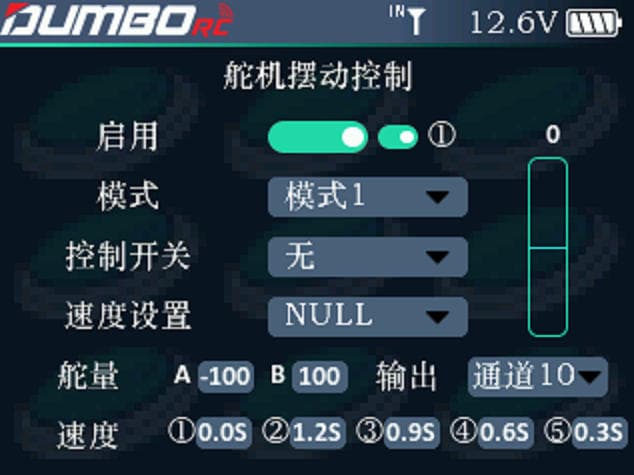 DUMBORC IN 12.6V
舵机摆动控制
启用 ① 0
模式 模式1
控制开关 无
速度设置 NULL
舵量 A -100 B 100 输出 通道10
速度 ①0.0S ②1.2S ③0.9S ④0.6S ⑤0.3S